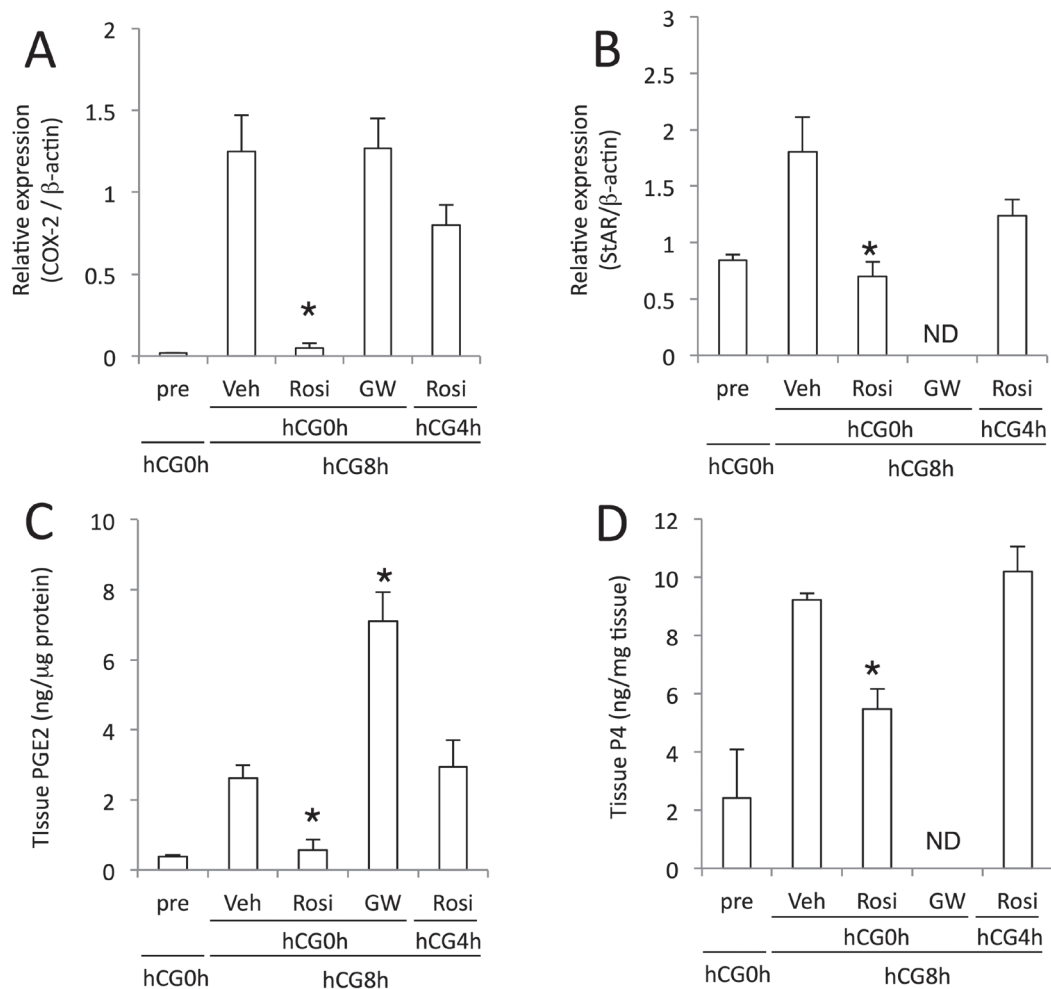 A
Relative expression
(COX-2 / β-actin)
2
1.5
1
0.5
0
*
pre Veh Rosi GW Rosi
hCG0h hCG4h
hCG0h hCG8h
B
Relative expression
(StAR/β-actin)
3
2.5
2
1.5
1
0.5
0
*
ND
pre Veh Rosi GW Rosi
hCG0h hCG4h
hCG0h hCG8h
C
TIssue PGE2 (ng/μg protein)
10
8
6
4
2
0
*
*
pre Veh Rosi GW Rosi
hCG0h hCG4h
hCG0h hCG8h
D
Tissue P4 (ng/mg tissue)
12
10
8
6
4
2
0
*
ND
pre Veh Rosi GW Rosi
hCG0h hCG4h
hCG0h hCG8h